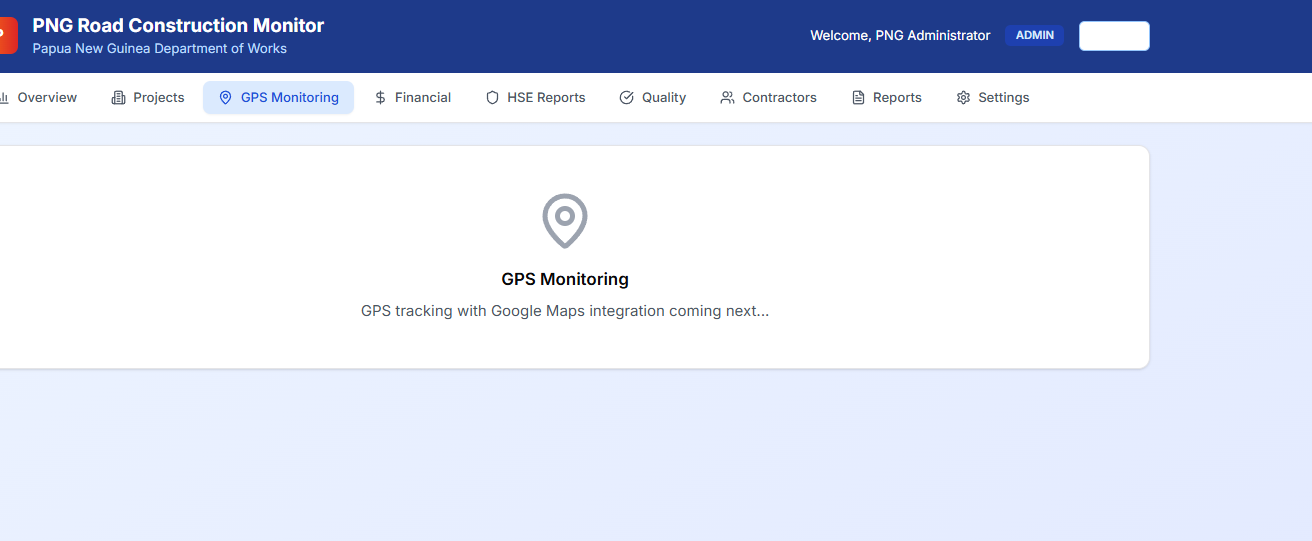 PNG Road Construction Monitor
Papua New Guinea Department of Works
Welcome, PNG Administrator
ADMIN
Overview
Projects
GPS Monitoring
Financial
HSE Reports
Quality
Contractors
Reports
Settings
GPS Monitoring
GPS tracking with Google Maps integration coming next...